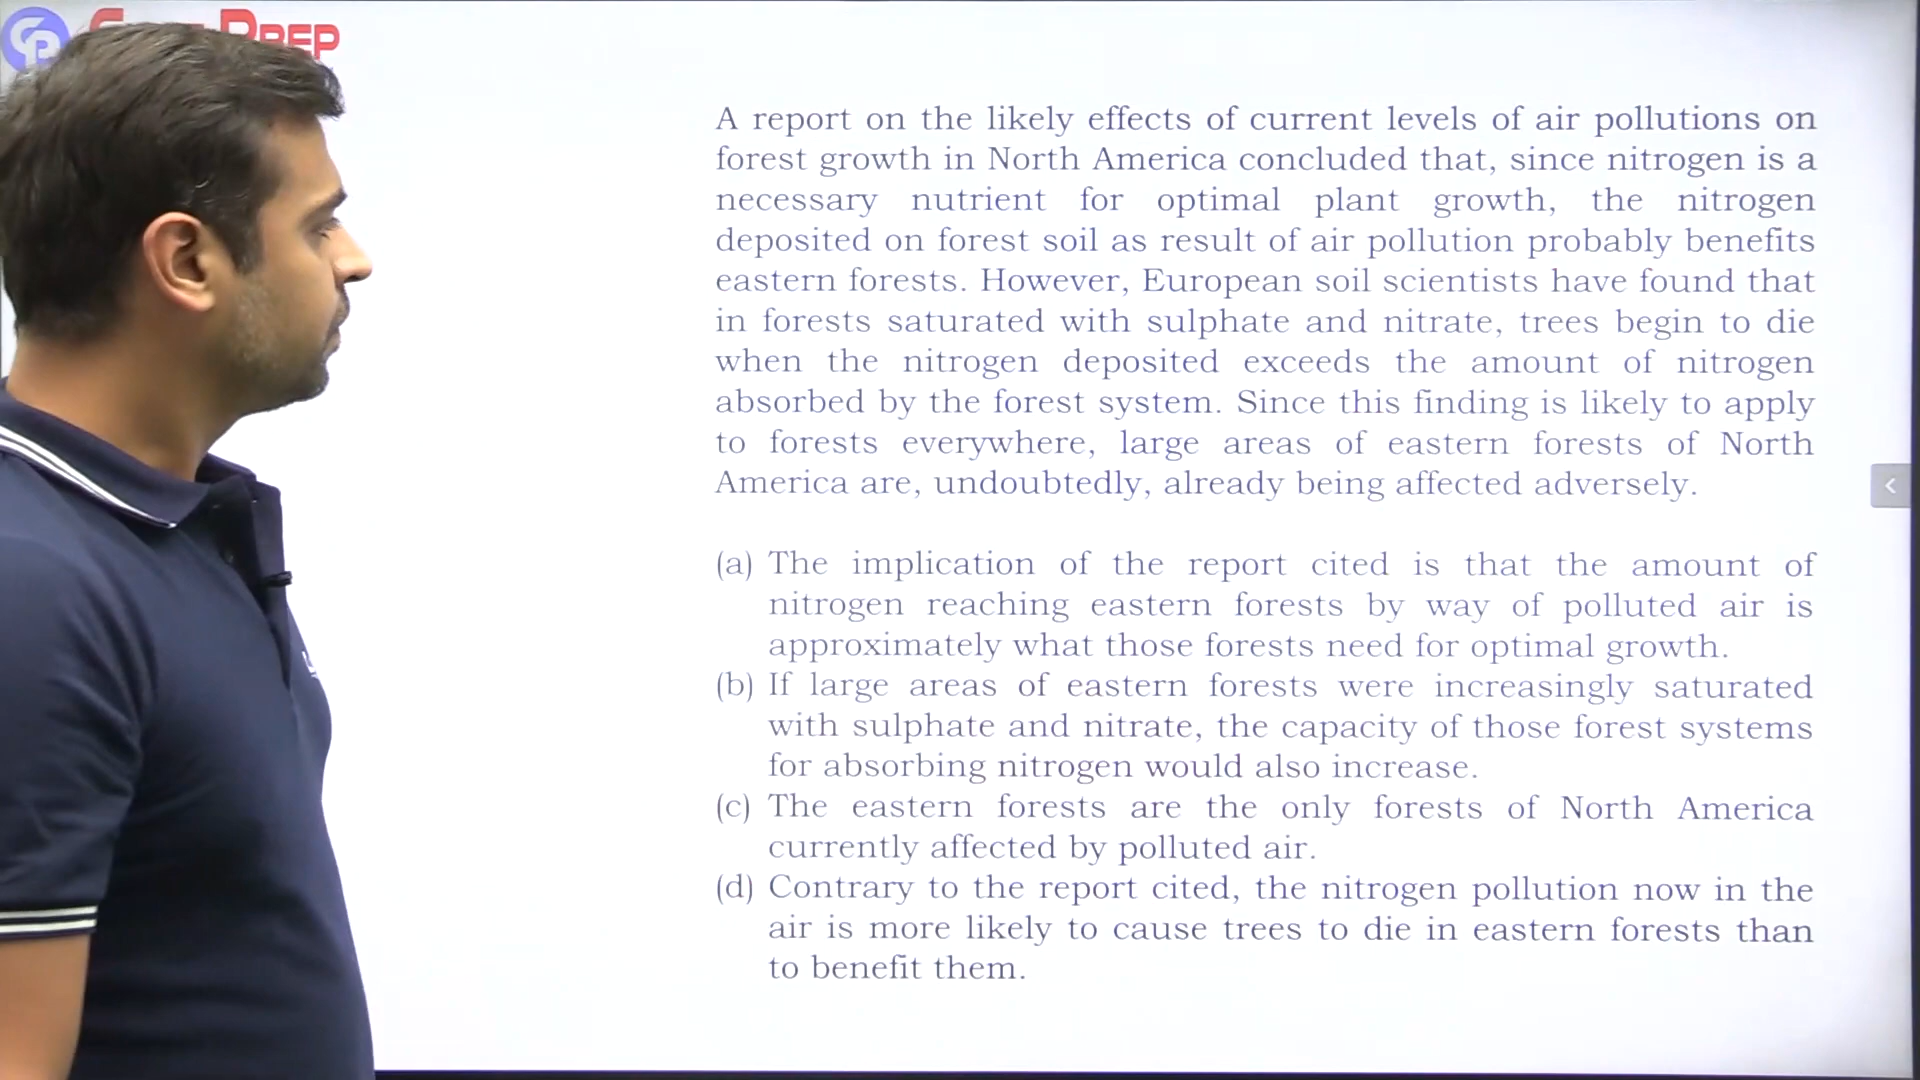 PREP
A report on the likely effects of current levels of air pollutions on
forest growth in North America concluded that, since nitrogen is a
necessary nutrient for optimal plant growth, the nitrogen
deposited on forest soil as result of air pollution probably benefits
eastern forests. However, European soil scientists have found that
in forests saturated with sulphate and nitrate, trees begin to die
when the nitrogen deposited exceeds the amount of nitrogen
absorbed by the forest system. Since this finding is likely to apply
to forests everywhere, large areas of eastern forests of North
America are, undoubtedly, already being affected adversely.
(a) The implication of the report cited is that the amount of
nitrogen reaching eastern forests by way of polluted air is
approximately what those forests need for optimal growth.
(b) If large areas of eastern forests were increasingly saturated
with sulphate and nitrate, the capacity of those forest systems
for absorbing nitrogen would also increase.
(c) The eastern forests are the only forests of North America
currently affected by polluted air.
(d) Contrary to the report cited, the nitrogen pollution now in the
air is more likely to cause trees to die in eastern forests than
to benefit them.